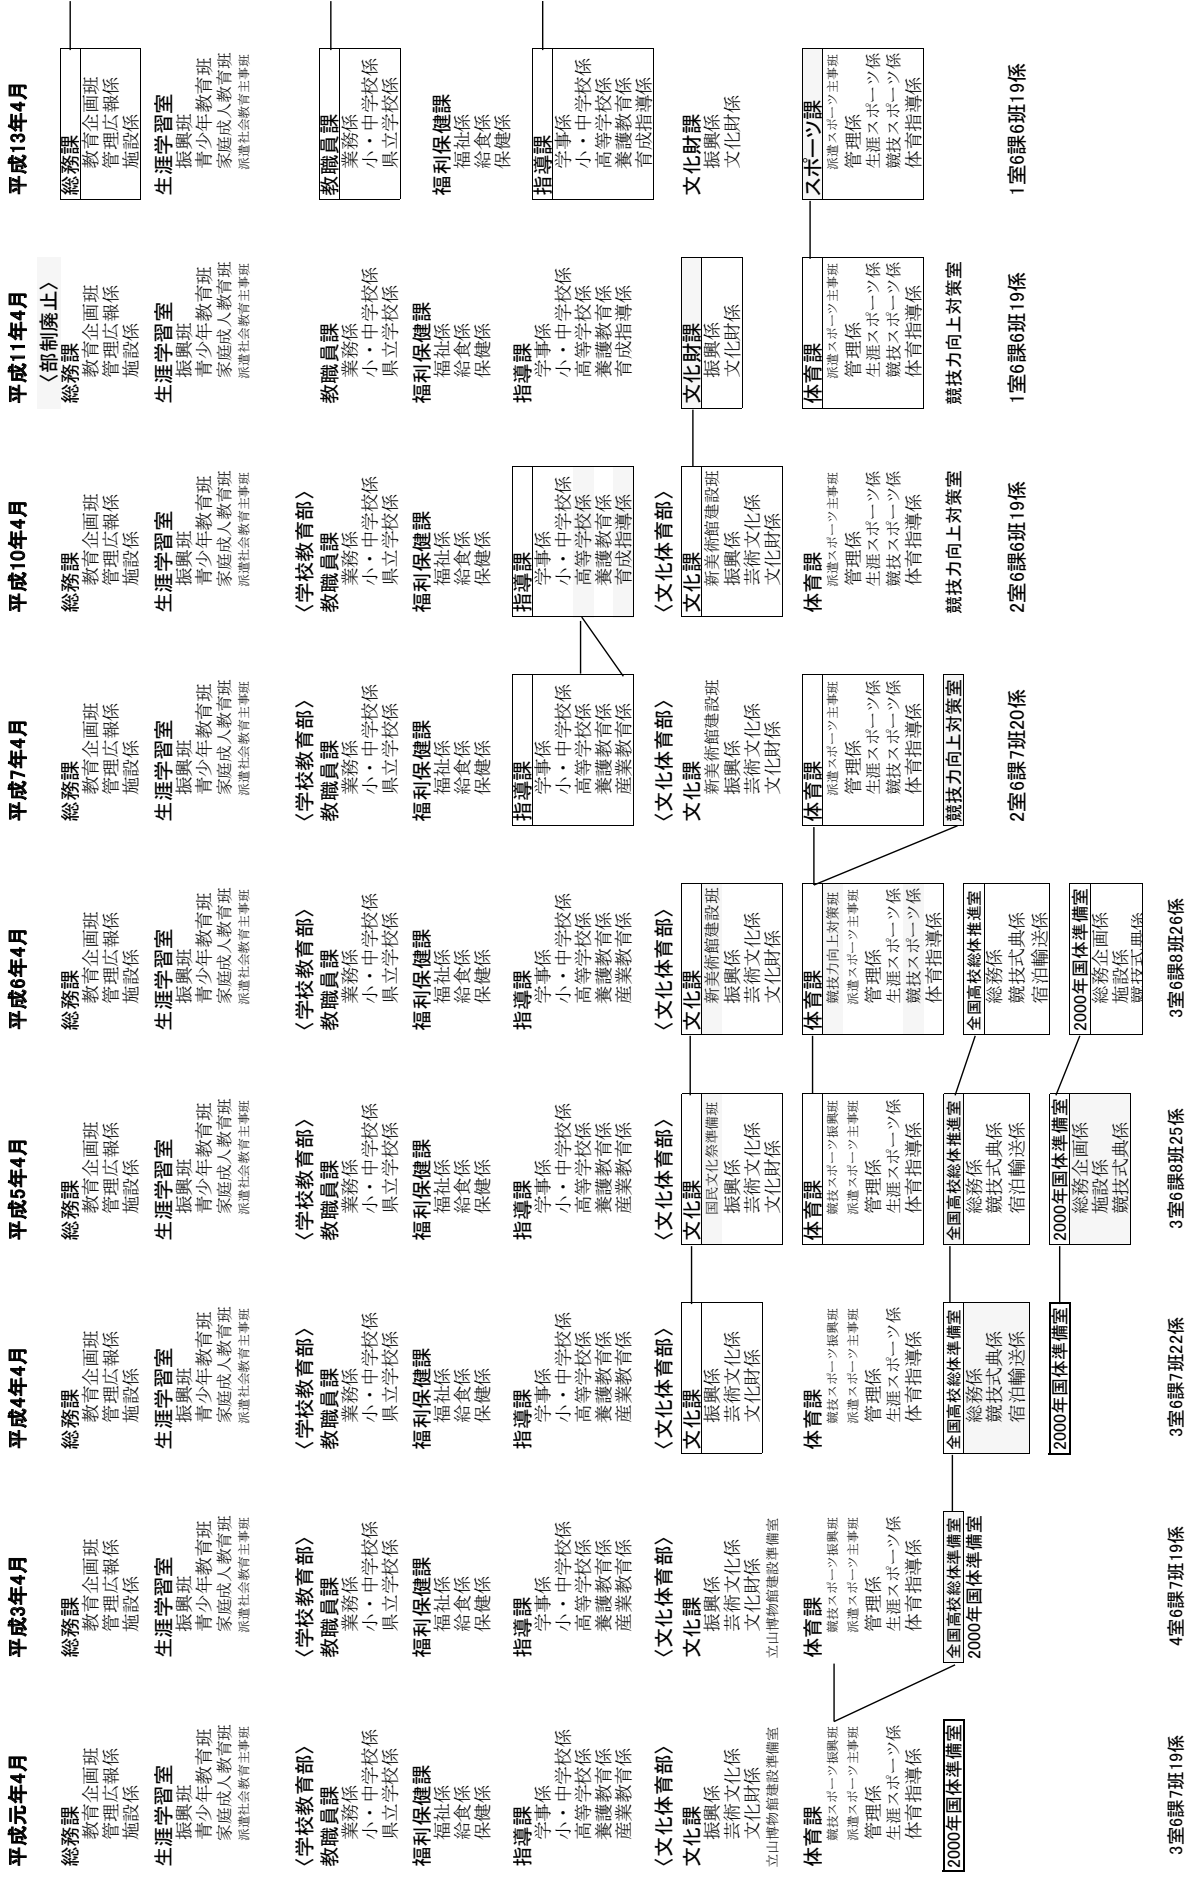 平成元年4月
総務課
教育企画班
管理広報係
施設係
生涯学習室
振興班
青少年教育班
家庭成人教育班
派遣社会教育主事班
〈学校教育部〉
教職員課
業務係
小・中学校係
県立学校係
福利保健課
福祉係
給食係
保健係
指導課
学事係
小・中学校係
高等学校係
養護教育係
産業教育係
〈文化体育部〉
文化課
振興係
芸術文化係
文化財係
立山博物館建設準備室
体育課
競技スポーツ振興班
派遣スポーツ主事班
管理係
生涯スポーツ係
体育指導係
2000年国体準備室
3室6課7班19係
平成3年4月
総務課
教育企画班
管理広報係
施設係
生涯学習室
振興班
青少年教育班
家庭成人教育班
派遣社会教育主事班
〈学校教育部〉
教職員課
業務係
小・中学校係
県立学校係
福利保健課
福祉係
給食係
保健係
指導課
学事係
小・中学校係
高等学校係
養護教育係
産業教育係
〈文化体育部〉
文化課
振興係
芸術文化係
文化財係
立山博物館建設準備室
体育課
競技スポーツ振興班
派遣スポーツ主事班
管理係
生涯スポーツ係
体育指導係
全国高校総体準備室
2000年国体準備室
4室6課7班19係
平成4年4月
総務課
教育企画班
管理広報係
施設係
生涯学習室
振興班
青少年教育班
家庭成人教育班
派遣社会教育主事班
〈学校教育部〉
教職員課
業務係
小・中学校係
県立学校係
福利保健課
福祉係
給食係
保健係
指導課
学事係
小・中学校係
高等学校係
養護教育係
産業教育係
〈文化体育部〉
文化課
振興係
芸術文化係
文化財係
体育課
競技スポーツ振興班
派遣スポーツ主事班
管理係
生涯スポーツ係
体育指導係
全国高校総体準備室
総務係
競技式典係
宿泊輸送係
2000年国体準備室
3室6課7班22係
平成5年4月
総務課
教育企画班
管理広報係
施設係
生涯学習室
振興班
青少年教育班
家庭成人教育班
派遣社会教育主事班
〈学校教育部〉
教職員課
業務係
小・中学校係
県立学校係
福利保健課
福祉係
給食係
保健係
指導課
学事係
小・中学校係
高等学校係
養護教育係
産業教育係
〈文化体育部〉
文化課
国民文化祭準備班
振興係
芸術文化係
文化財係
体育課
競技スポーツ振興班
派遣スポーツ主事班
管理係
生涯スポーツ係
体育指導係
全国高校総体推進室
総務係
競技式典係
宿泊輸送係
2000年国体準備室
総務企画係
施設係
競技式典係
3室6課8班25係
平成6年4月
総務課
教育企画班
管理広報係
施設係
生涯学習室
振興班
青少年教育班
家庭成人教育班
派遣社会教育主事班
〈学校教育部〉
教職員課
業務係
小・中学校係
県立学校係
福利保健課
福祉係
給食係
保健係
指導課
学事係
小・中学校係
高等学校係
養護教育係
産業教育係
〈文化体育部〉
文化課
新美術館建設班
振興係
芸術文化係
文化財係
体育課
競技力向上対策班
派遣スポーツ主事班
管理係
生涯スポーツ係
競技スポーツ係
体育指導係
全国高校総体推進室
総務係
競技式典係
宿泊輸送係
2000年国体準備室
総務企画係
施設係
競技式典係
3室6課8班26係
平成7年4月
総務課
教育企画班
管理広報係
施設係
生涯学習室
振興班
青少年教育班
家庭成人教育班
派遣社会教育主事班
〈学校教育部〉
教職員課
業務係
小・中学校係
県立学校係
福利保健課
福祉係
給食係
保健係
指導課
学事係
小・中学校係
高等学校係
養護教育係
産業教育係
〈文化体育部〉
文化課
新美術館建設班
振興係
芸術文化係
文化財係
体育課
派遣スポーツ主事班
管理係
生涯スポーツ係
競技スポーツ係
体育指導係
競技力向上対策室
2室6課7班20係
平成10年4月
総務課
教育企画班
管理広報係
施設係
生涯学習室
振興班
青少年教育班
家庭成人教育班
派遣社会教育主事班
〈学校教育部〉
教職員課
業務係
小・中学校係
県立学校係
福利保健課
福祉係
給食係
保健係
指導課
学事係
小・中学校係
高等学校係
養護教育係
育成指導係
〈文化体育部〉
文化課
新美術館建設班
振興係
芸術文化係
文化財係
体育課
派遣スポーツ主事班
管理係
生涯スポーツ係
競技スポーツ係
体育指導係
競技力向上対策室
2室6課6班19係
平成11年4月
〈部制廃止〉
総務課
教育企画班
管理広報係
施設係
生涯学習室
振興班
青少年教育班
家庭成人教育班
派遣社会教育主事班
教職員課
業務係
小・中学校係
県立学校係
福利保健課
福祉係
給食係
保健係
指導課
学事係
小・中学校係
高等学校係
養護教育係
育成指導係
文化財課
振興係
文化財係
体育課
派遣スポーツ主事班
管理係
生涯スポーツ係
競技スポーツ係
体育指導係
競技力向上対策室
1室6課6班19係
平成13年4月
総務課
教育企画班
管理広報係
施設係
生涯学習室
振興班
青少年教育班
家庭成人教育班
派遣社会教育主事班
教職員課
業務係
小・中学校係
県立学校係
福利保健課
福祉係
給食係
保健係
指導課
学事係
小・中学校係
高等学校係
養護教育係
育成指導係
文化財課
振興係
文化財係
スポーツ課
派遣スポーツ主事班
管理係
生涯スポーツ係
競技スポーツ係
体育指導係
1室6課6班19係